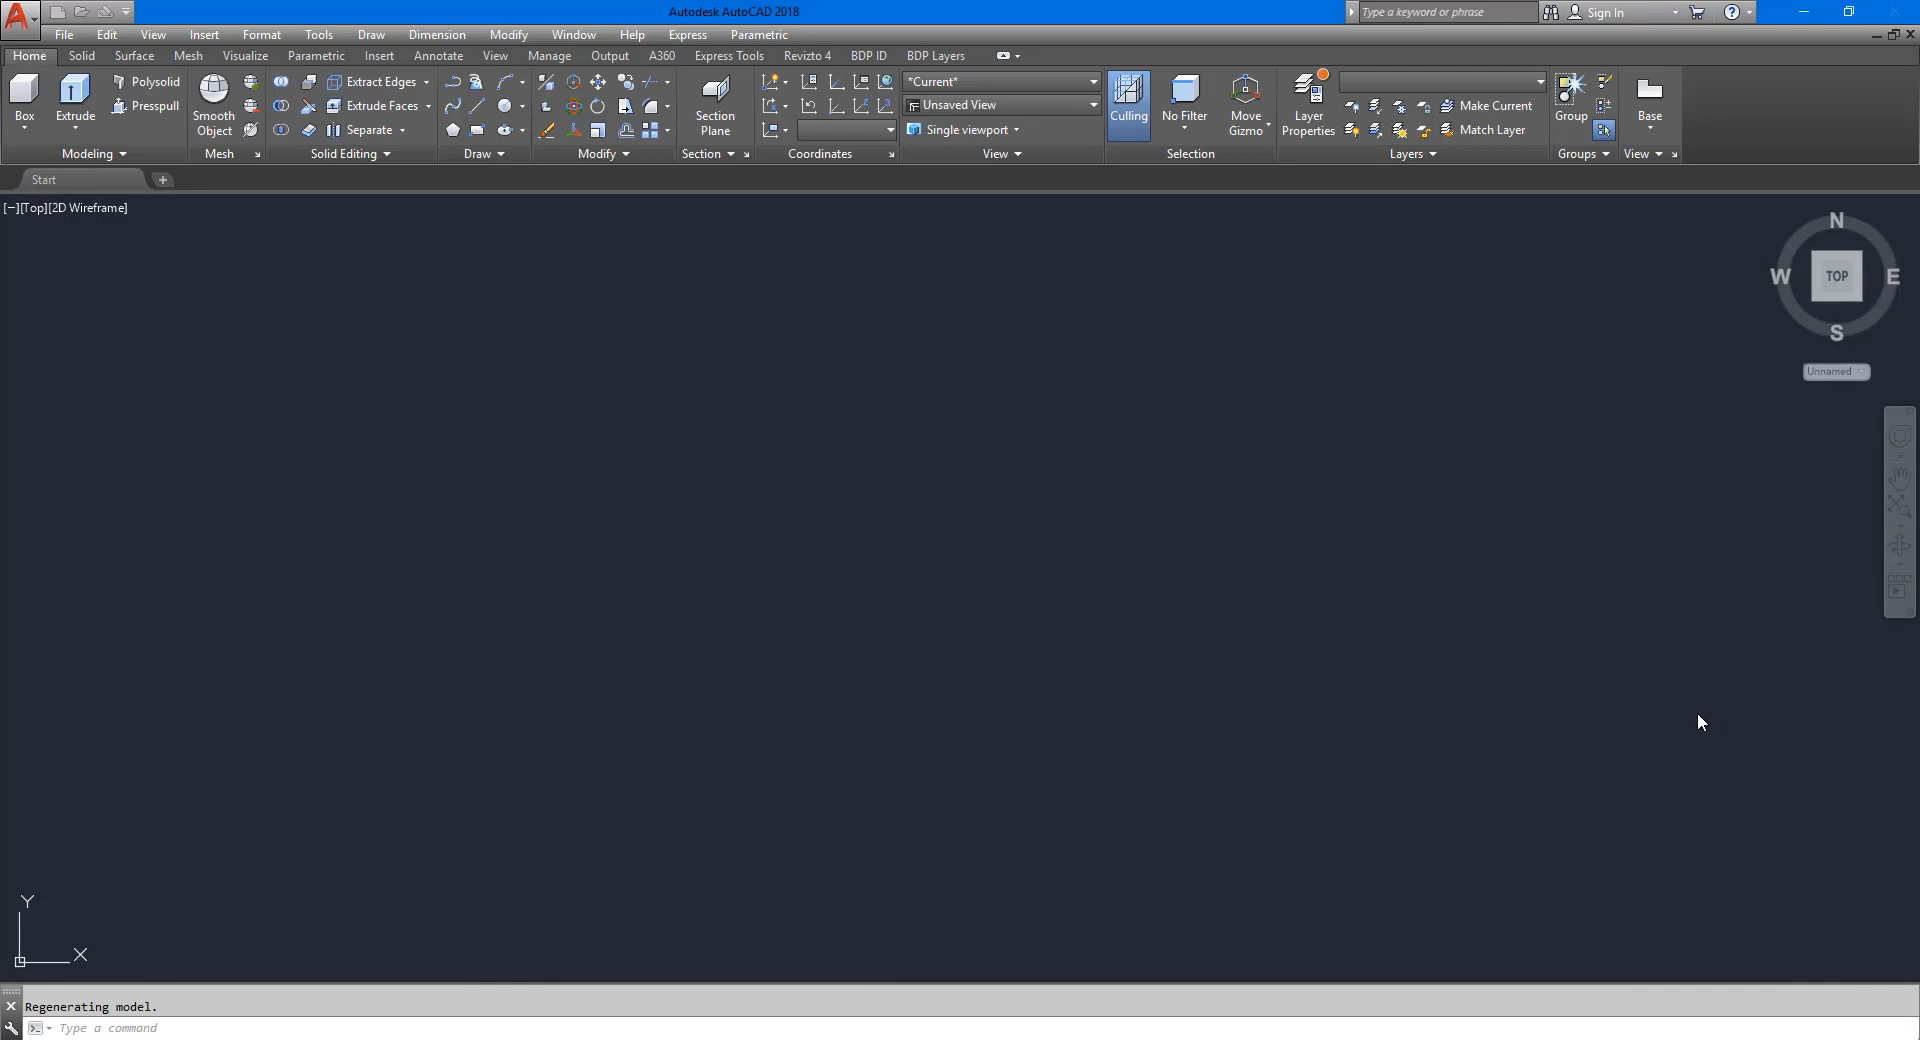 Autodesk AutoCAD 2018
Type a keyword or phrase
Sign In
File Edit View Insert Format Tools Draw Dimension Modify Window Help Express Parametric
Home Solid Surface Mesh Visualize Parametric Insert Annotate View Manage Output A360 Express Tools Revizto 4 BDP ID BDP Layers
Box
Extrude
Polysolid
Presspull
Modeling
Smooth
Object
Mesh
Extract Edges
Extrude Faces
Separate
Solid Editing
Draw
Modify
Section
Plane
Section
Coordinates
*Current*
Unsaved View
Single viewport
View
Culling
No Filter
Move
Gizmo
Selection
Layer
Properties
Make Current
Match Layer
Layers
Group
Groups
Base
View
Start
[−][Top][2D Wireframe]
N
W TOP E
S
Unnamed
Y
X
Regenerating model.
Type a command